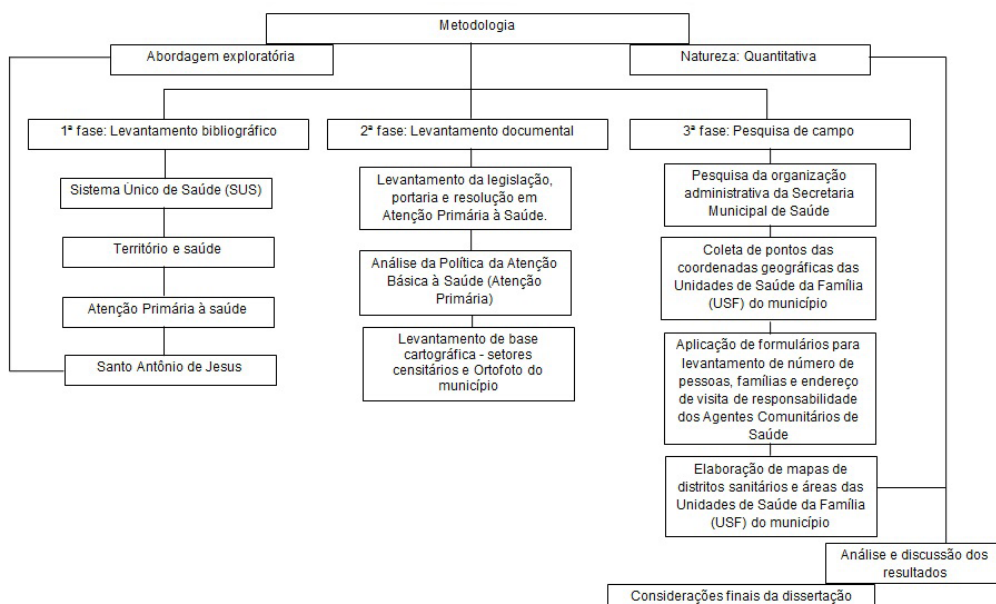 Metodologia
Abordagem exploratória
Natureza: Quantitativa
1ª fase: Levantamento bibliográfico
Sistema Único de Saúde (SUS)
Território e saúde
Atenção Primária à saúde
Santo Antônio de Jesus
2ª fase: Levantamento documental
Levantamento da legislação,
portaria e resolução em
Atenção Primária à Saúde.
Análise da Política da Atenção
Básica à Saúde (Atenção
Primária)
Levantamento de base
cartográfica - setores
censitários e Ortofoto do
município
3ª fase: Pesquisa de campo
Pesquisa da organização
administrativa da Secretaria
Municipal de Saúde
Coleta de pontos das
coordenadas geográficas das
Unidades de Saúde da Família
(USF) do município
Aplicação de formulários para
levantamento de número de
pessoas, famílias e endereço
de visita de responsabilidade
dos Agentes Comunitários de
Saúde
Elaboração de mapas de
distritos sanitários e áreas das
Unidades de Saúde da Família
(USF) do município
Análise e discussão dos
resultados
Considerações finais da dissertação